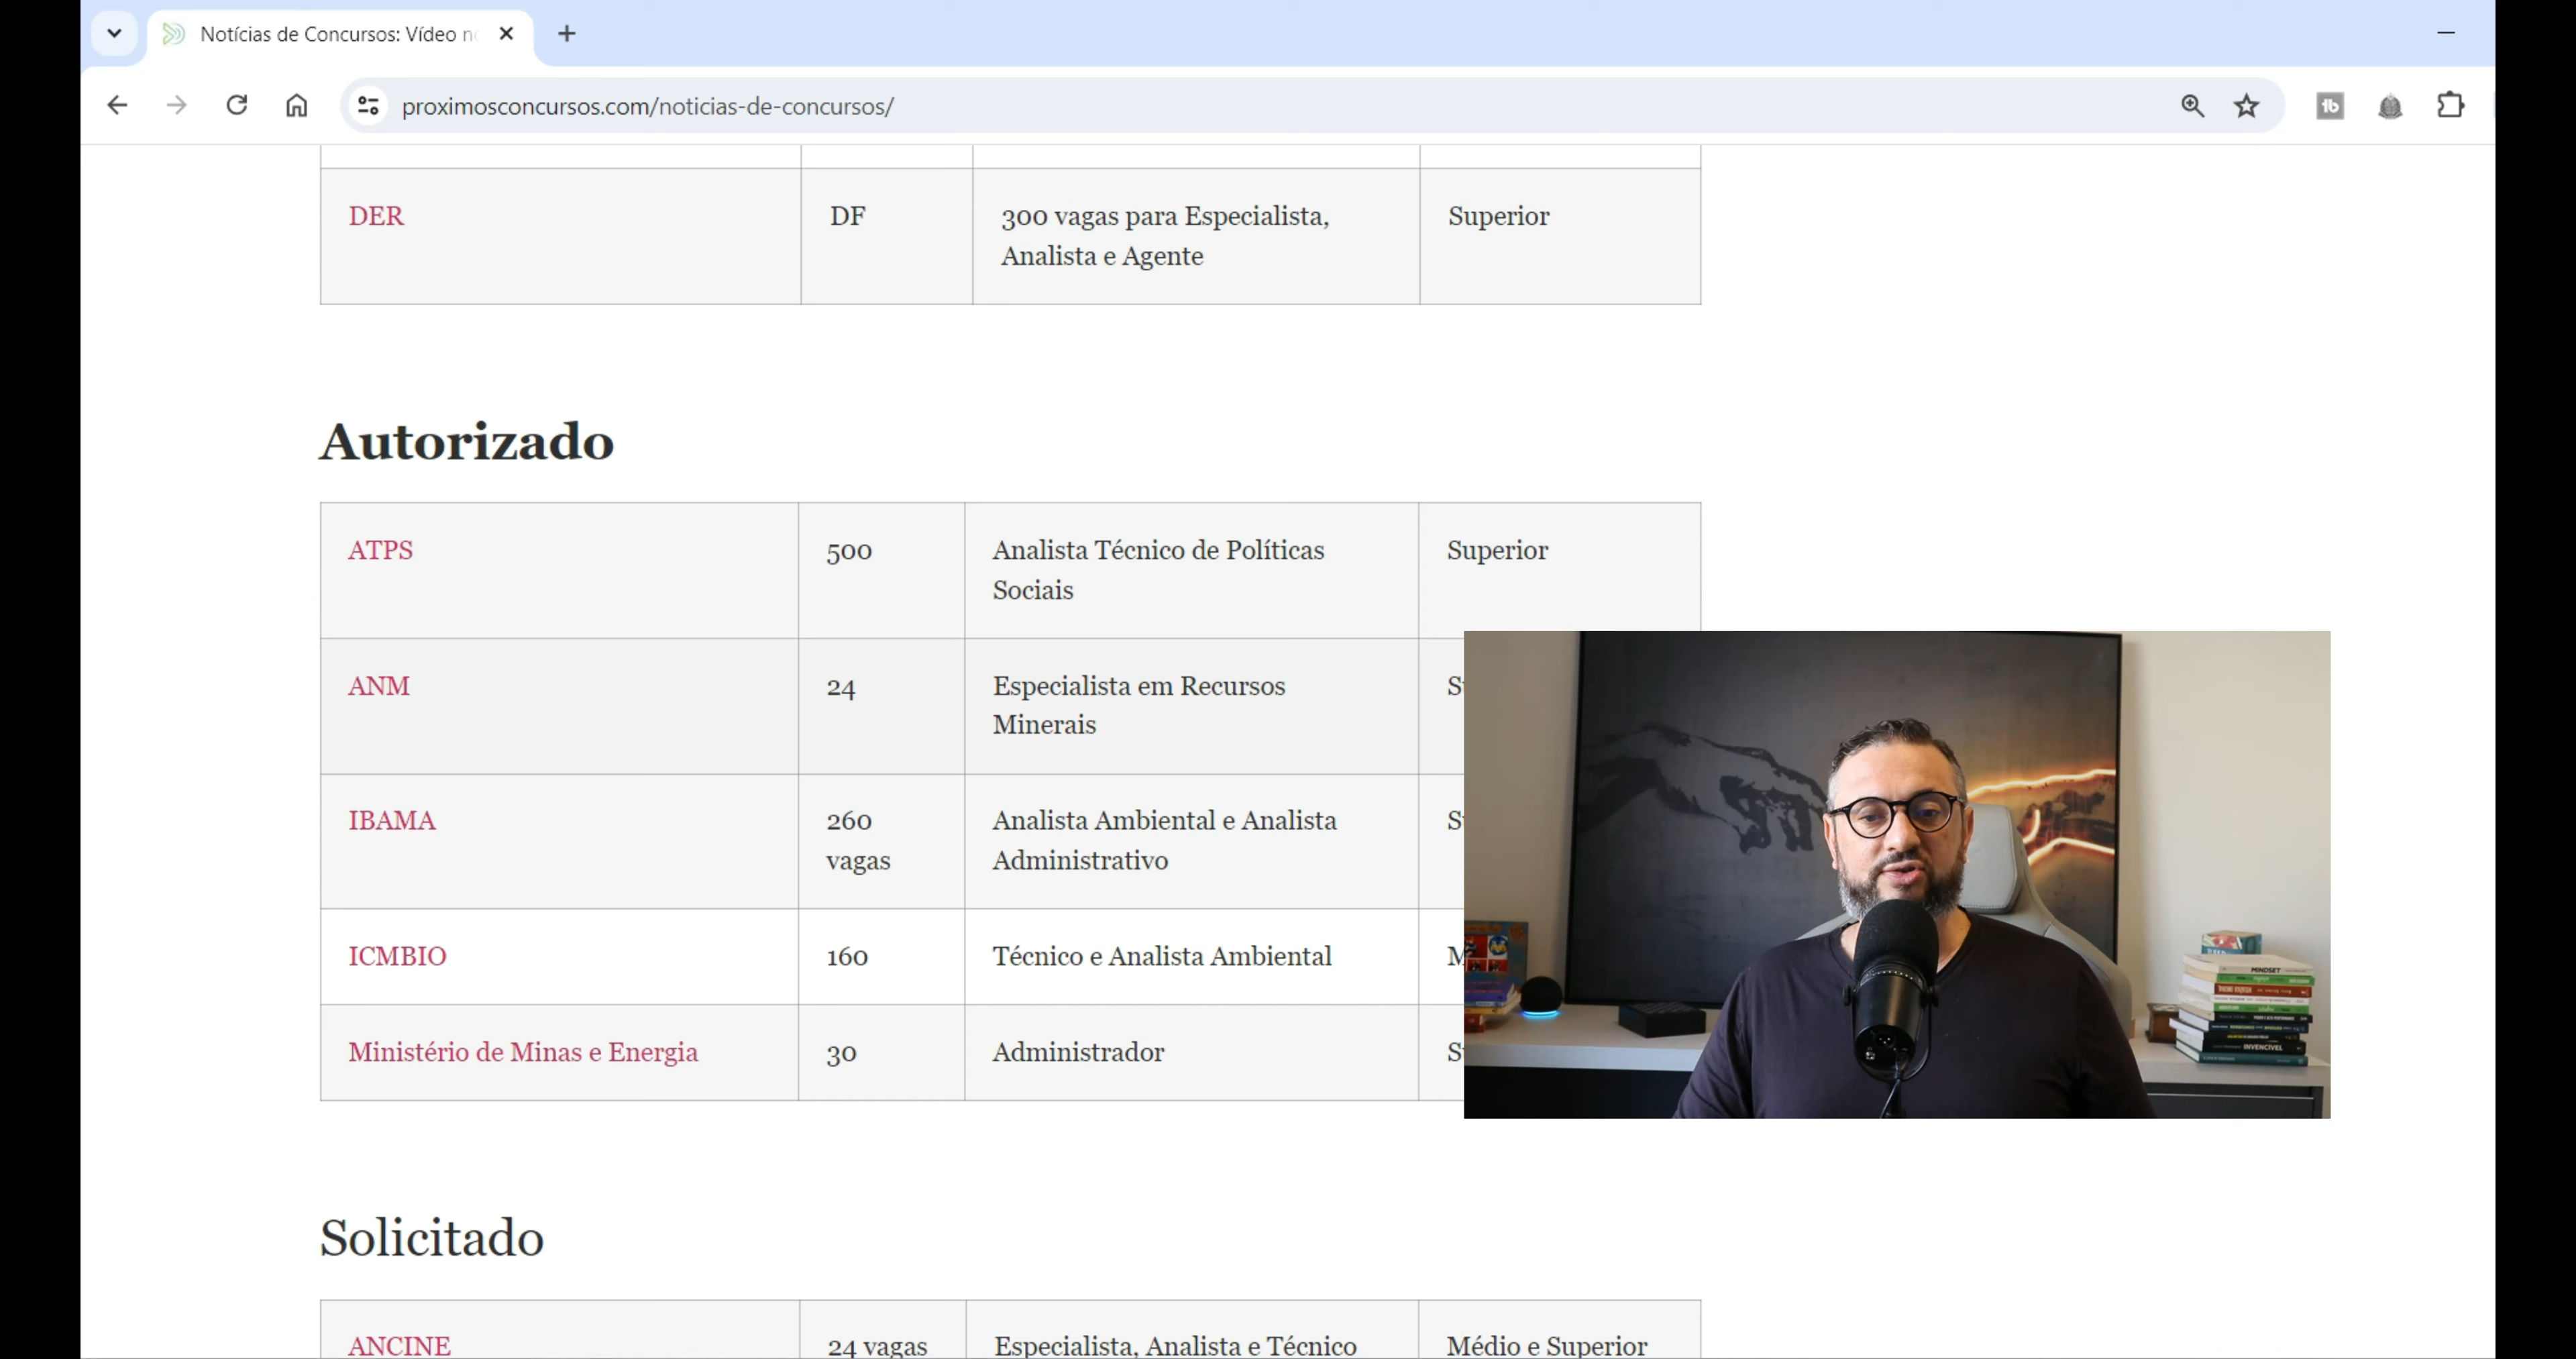 Notícias de Concursos: Vídeo n
proximosconcursos.com/noticias-de-concursos/
DER
DF
300 vagas para Especialista,
Analista e Agente
Superior
Autorizado
ATPS
500
Analista Técnico de Políticas
Sociais
Superior
ANM
24
Especialista em Recursos
Minerais
IBAMA
260
vagas
Analista Ambiental e Analista
Administrativo
ICMBIO
160
Técnico e Analista Ambiental
Ministério de Minas e Energia
30
Administrador
MINDSET
INVENCÍVEL
Solicitado
ANCINE
24 vagas
Especialista, Analista e Técnico
Médio e Superior